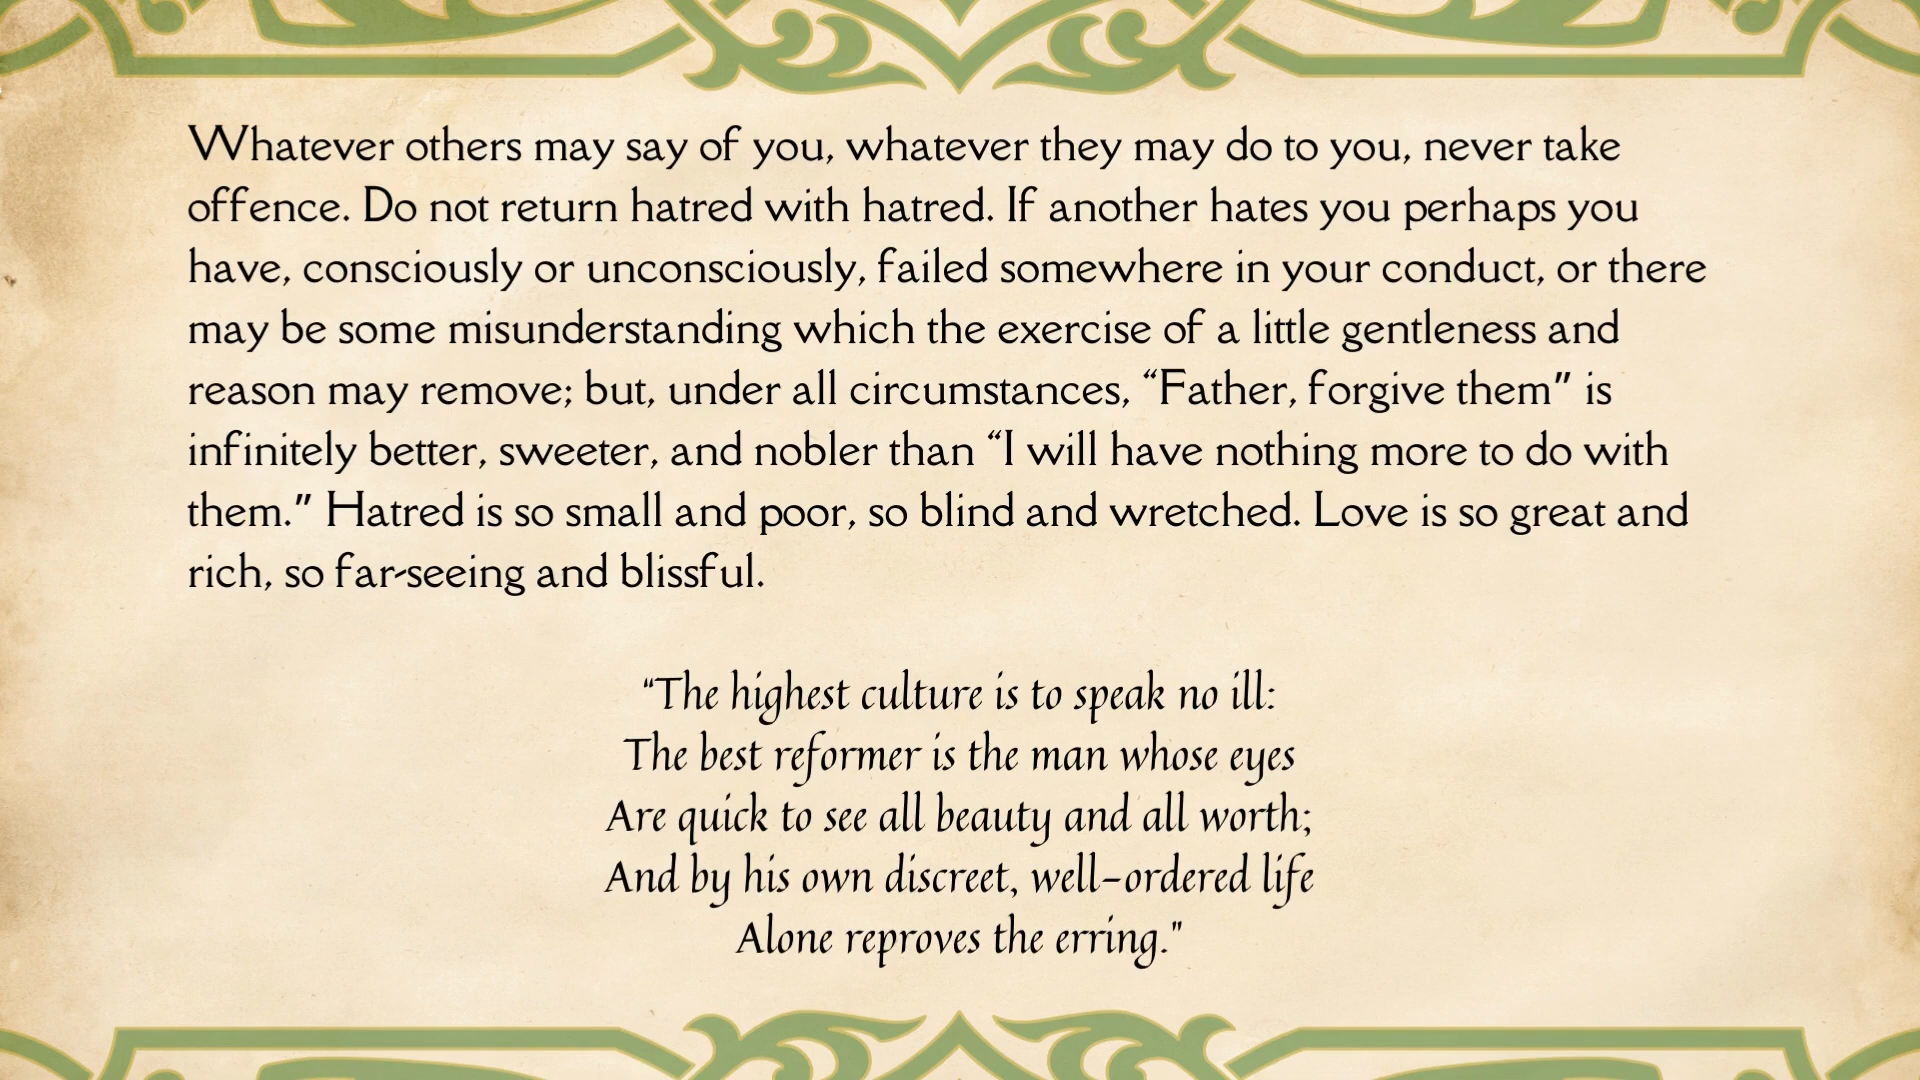 Whatever others may say of you, whatever they may do to you, never take
offence. Do not return hatred with hatred. If another hates you perhaps you
have, consciously or unconsciously, failed somewhere in your conduct, or there
may be some misunderstanding which the exercise of a little gentleness and
reason may remove; but, under all circumstances, “Father, forgive them” is
infinitely better, sweeter, and nobler than “I will have nothing more to do with
them.” Hatred is so small and poor, so blind and wretched. Love is so great and
rich, so far-seeing and blissful.
“The highest culture is to speak no ill:
The best reformer is the man whose eyes
Are quick to see all beauty and all worth;
And by his own discreet, well-ordered life
Alone reproves the erring."